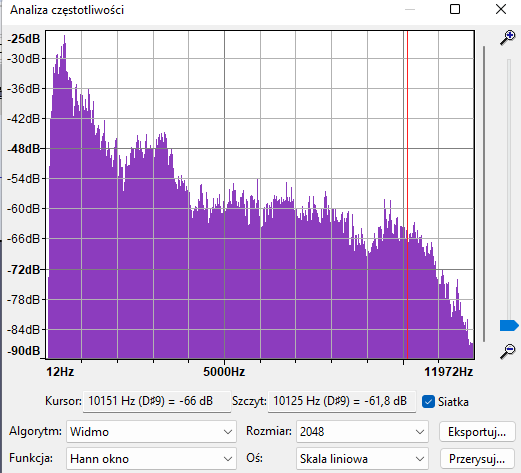 Analiza częstotliwości
-25dB
-30dB
-36dB
-42dB
-48dB
-54dB
-60dB
-66dB
-72dB
-78dB
-84dB
-90dB
12Hz 5000Hz 11972Hz
Kursor: 10151 Hz (D♯9) = -66 dB Szczyt: 10125 Hz (D♯9) = -61,8 dB Siatka
Algorytm: Widmo Rozmiar: 2048 Eksportuj...
Funkcja: Hann okno Oś: Skala liniowa Przerysuj...